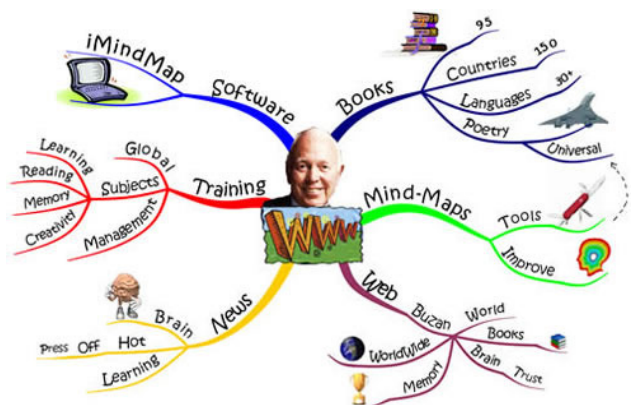 iMindMap
Software
Books
95
Countries
150
Languages
30+
Poetry
Universal
Training
Global
Subjects
Learning
Reading
Memory
Creativity
Management
Mind-Maps
Tools
Improve
WWW
News
Brain
Hot
Off
Press
Learning
Web
Buzan
World
Books
Brain Trust
Memory
WorldWide